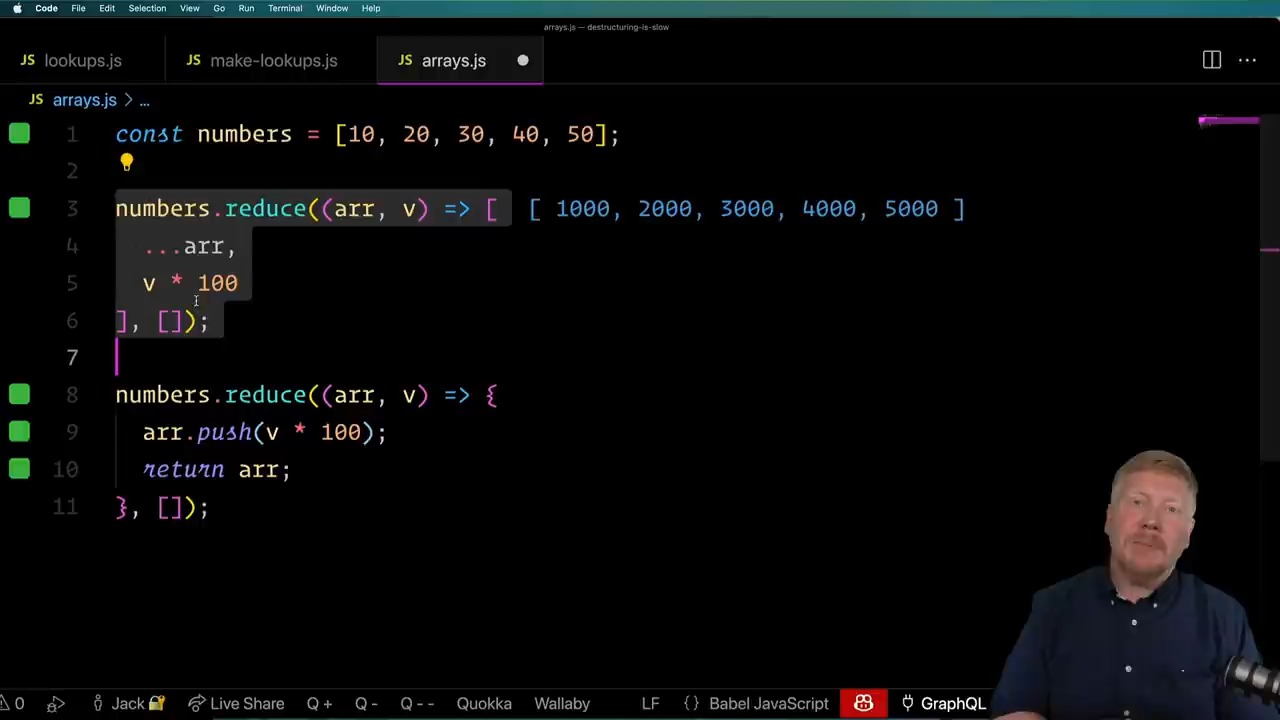 Code File Edit Selection View Go Run Terminal Window Help
arrays.js — destructuring-is-slow
JS lookups.js JS make-lookups.js JS arrays.js
JS arrays.js > ...
1 const numbers = [10, 20, 30, 40, 50];
2
3 numbers.reduce((arr, v) => [ [ 1000, 2000, 3000, 4000, 5000 ]
4 ...arr,
5 v * 100
6 ], []);
7
8 numbers.reduce((arr, v) => {
9 arr.push(v * 100);
10 return arr;
11 }, []);
0 Jack Live Share Q + Q - Q - - Quokka Wallaby LF {} Babel JavaScript GraphQL